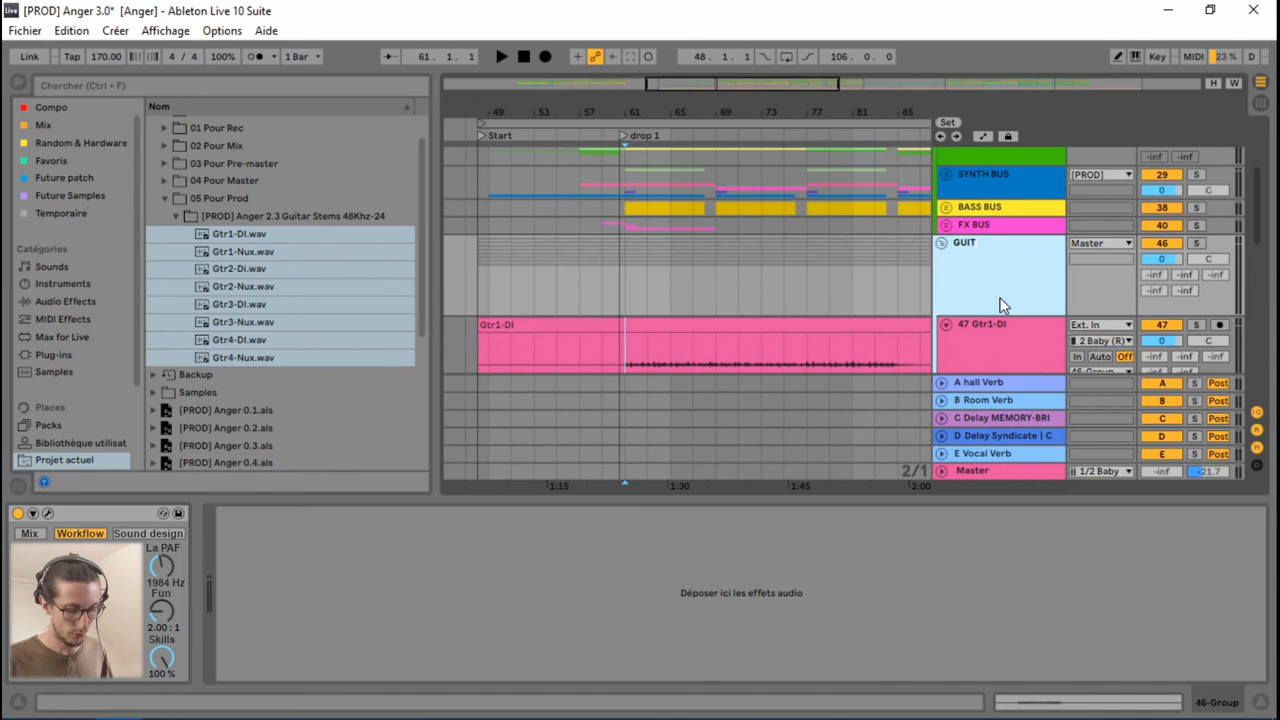 [PROD] Anger 3.0* [Anger] - Ableton Live 10 Suite
Fichier Edition Créer Affichage Options Aide
Link Tap 170.00 4 / 4 100% 1 Bar 61. 1. 1 48. 1. 1 106. 0. 0 Key MIDI 23 % D
Chercher (Ctrl + F)
H W
Compo
Mix
Random & Hardware
Favoris
Future patch
Future Samples
Temporaire
Catégories
Sounds
Instruments
Audio Effects
MIDI Effects
Max for Live
Plug-ins
Samples
Places
Packs
Bibliothèque utilisat
Projet actuel
Nom
01 Pour Rec
02 Pour Mix
03 Pour Pre-master
04 Pour Master
05 Pour Prod
[PROD] Anger 2.3 Guitar Stems 48Khz-24
Gtr1-DI.wav
Gtr1-Nux.wav
Gtr2-Di.wav
Gtr2-Nux.wav
Gtr3-DI.wav
Gtr3-Nux.wav
Gtr4-DI.wav
Gtr4-Nux.wav
Backup
Samples
[PROD] Anger 0.1.als
[PROD] Anger 0.2.als
[PROD] Anger 0.3.als
[PROD] Anger 0.4.als
49 53 57 61 65 69 73 77 81 85
Set
Start drop 1
-inf -inf
SYNTH BUS [PROD] 29 S
0 C
BASS BUS 38 S
FX BUS 40 S
GUIT Master 46 S
0 C
-inf -inf -inf
-inf -inf
Gtr1-DI 47 Gtr1-DI Ext. In 47 S
2 Baby (R) 0 C
In Auto Off -inf -inf
46-Group
A hall Verb A S Post
B Room Verb B S Post
C Delay MEMORY-BRI C S Post
D Delay Syndicate | C D S Post
E Vocal Verb E S Post
2/1 Master 1/2 Baby -inf -21.7
1:15 1:30 1:45 2:00
Mix Workflow Sound design
La PAF
1984 Hz
Fun
2.00 : 1
Skills
100 %
Déposer ici les effets audio
46-Group